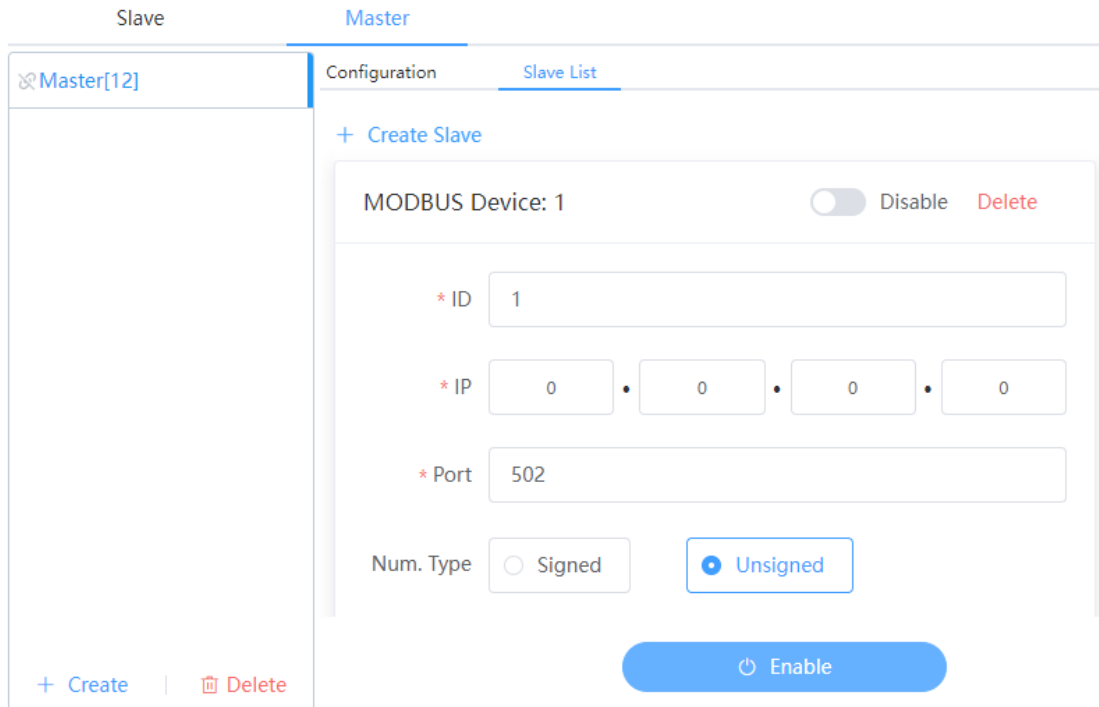 Slave Master
Master[12]
Configuration Slave List
+ Create Slave
MODBUS Device: 1 Disable Delete
* ID 1
* IP 0 • 0 • 0 • 0
* Port 502
Num. Type Signed Unsigned
Enable
+ Create Delete